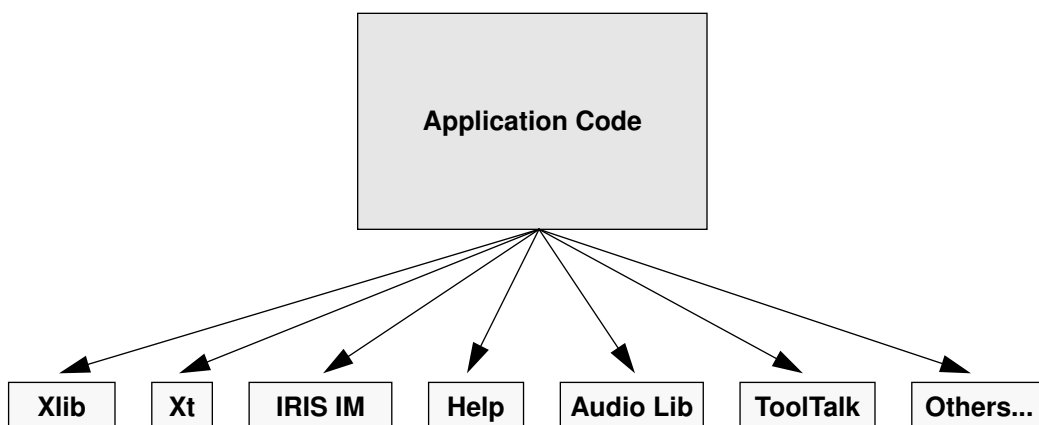 Application Code
Xlib
Xt
IRIS IM
Help
Audio Lib
ToolTalk
Others...